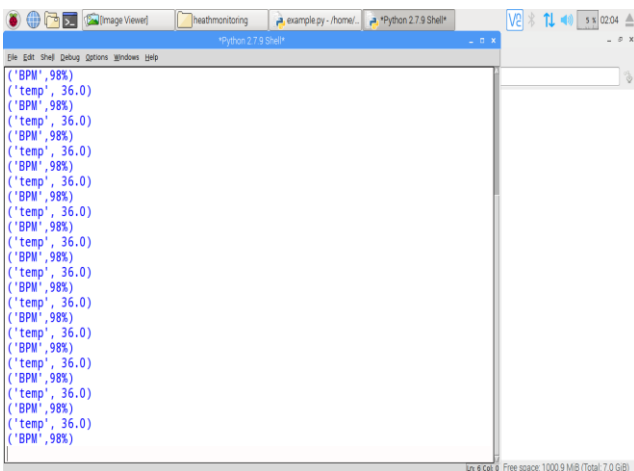 [Image Viewer]
heathmonitoring
example.py - /home/...
*Python 2.7.9 Shell*
5 %
02:04
*Python 2.7.9 Shell*
File Edit Shell Debug Options Windows Help
('BPM',98%)
('temp', 36.0)
('BPM',98%)
('temp', 36.0)
('BPM',98%)
('temp', 36.0)
('BPM',98%)
('temp', 36.0)
('BPM',98%)
('temp', 36.0)
('BPM',98%)
('temp', 36.0)
('BPM',98%)
('temp', 36.0)
('BPM',98%)
('temp', 36.0)
('BPM',98%)
('temp', 36.0)
('BPM',98%)
('temp', 36.0)
('BPM',98%)
('temp', 36.0)
('BPM',98%)
('temp', 36.0)
('BPM',98%)
Ln: 6 Col: 0
Free space: 1000.9 MiB (Total: 7.0 GiB)